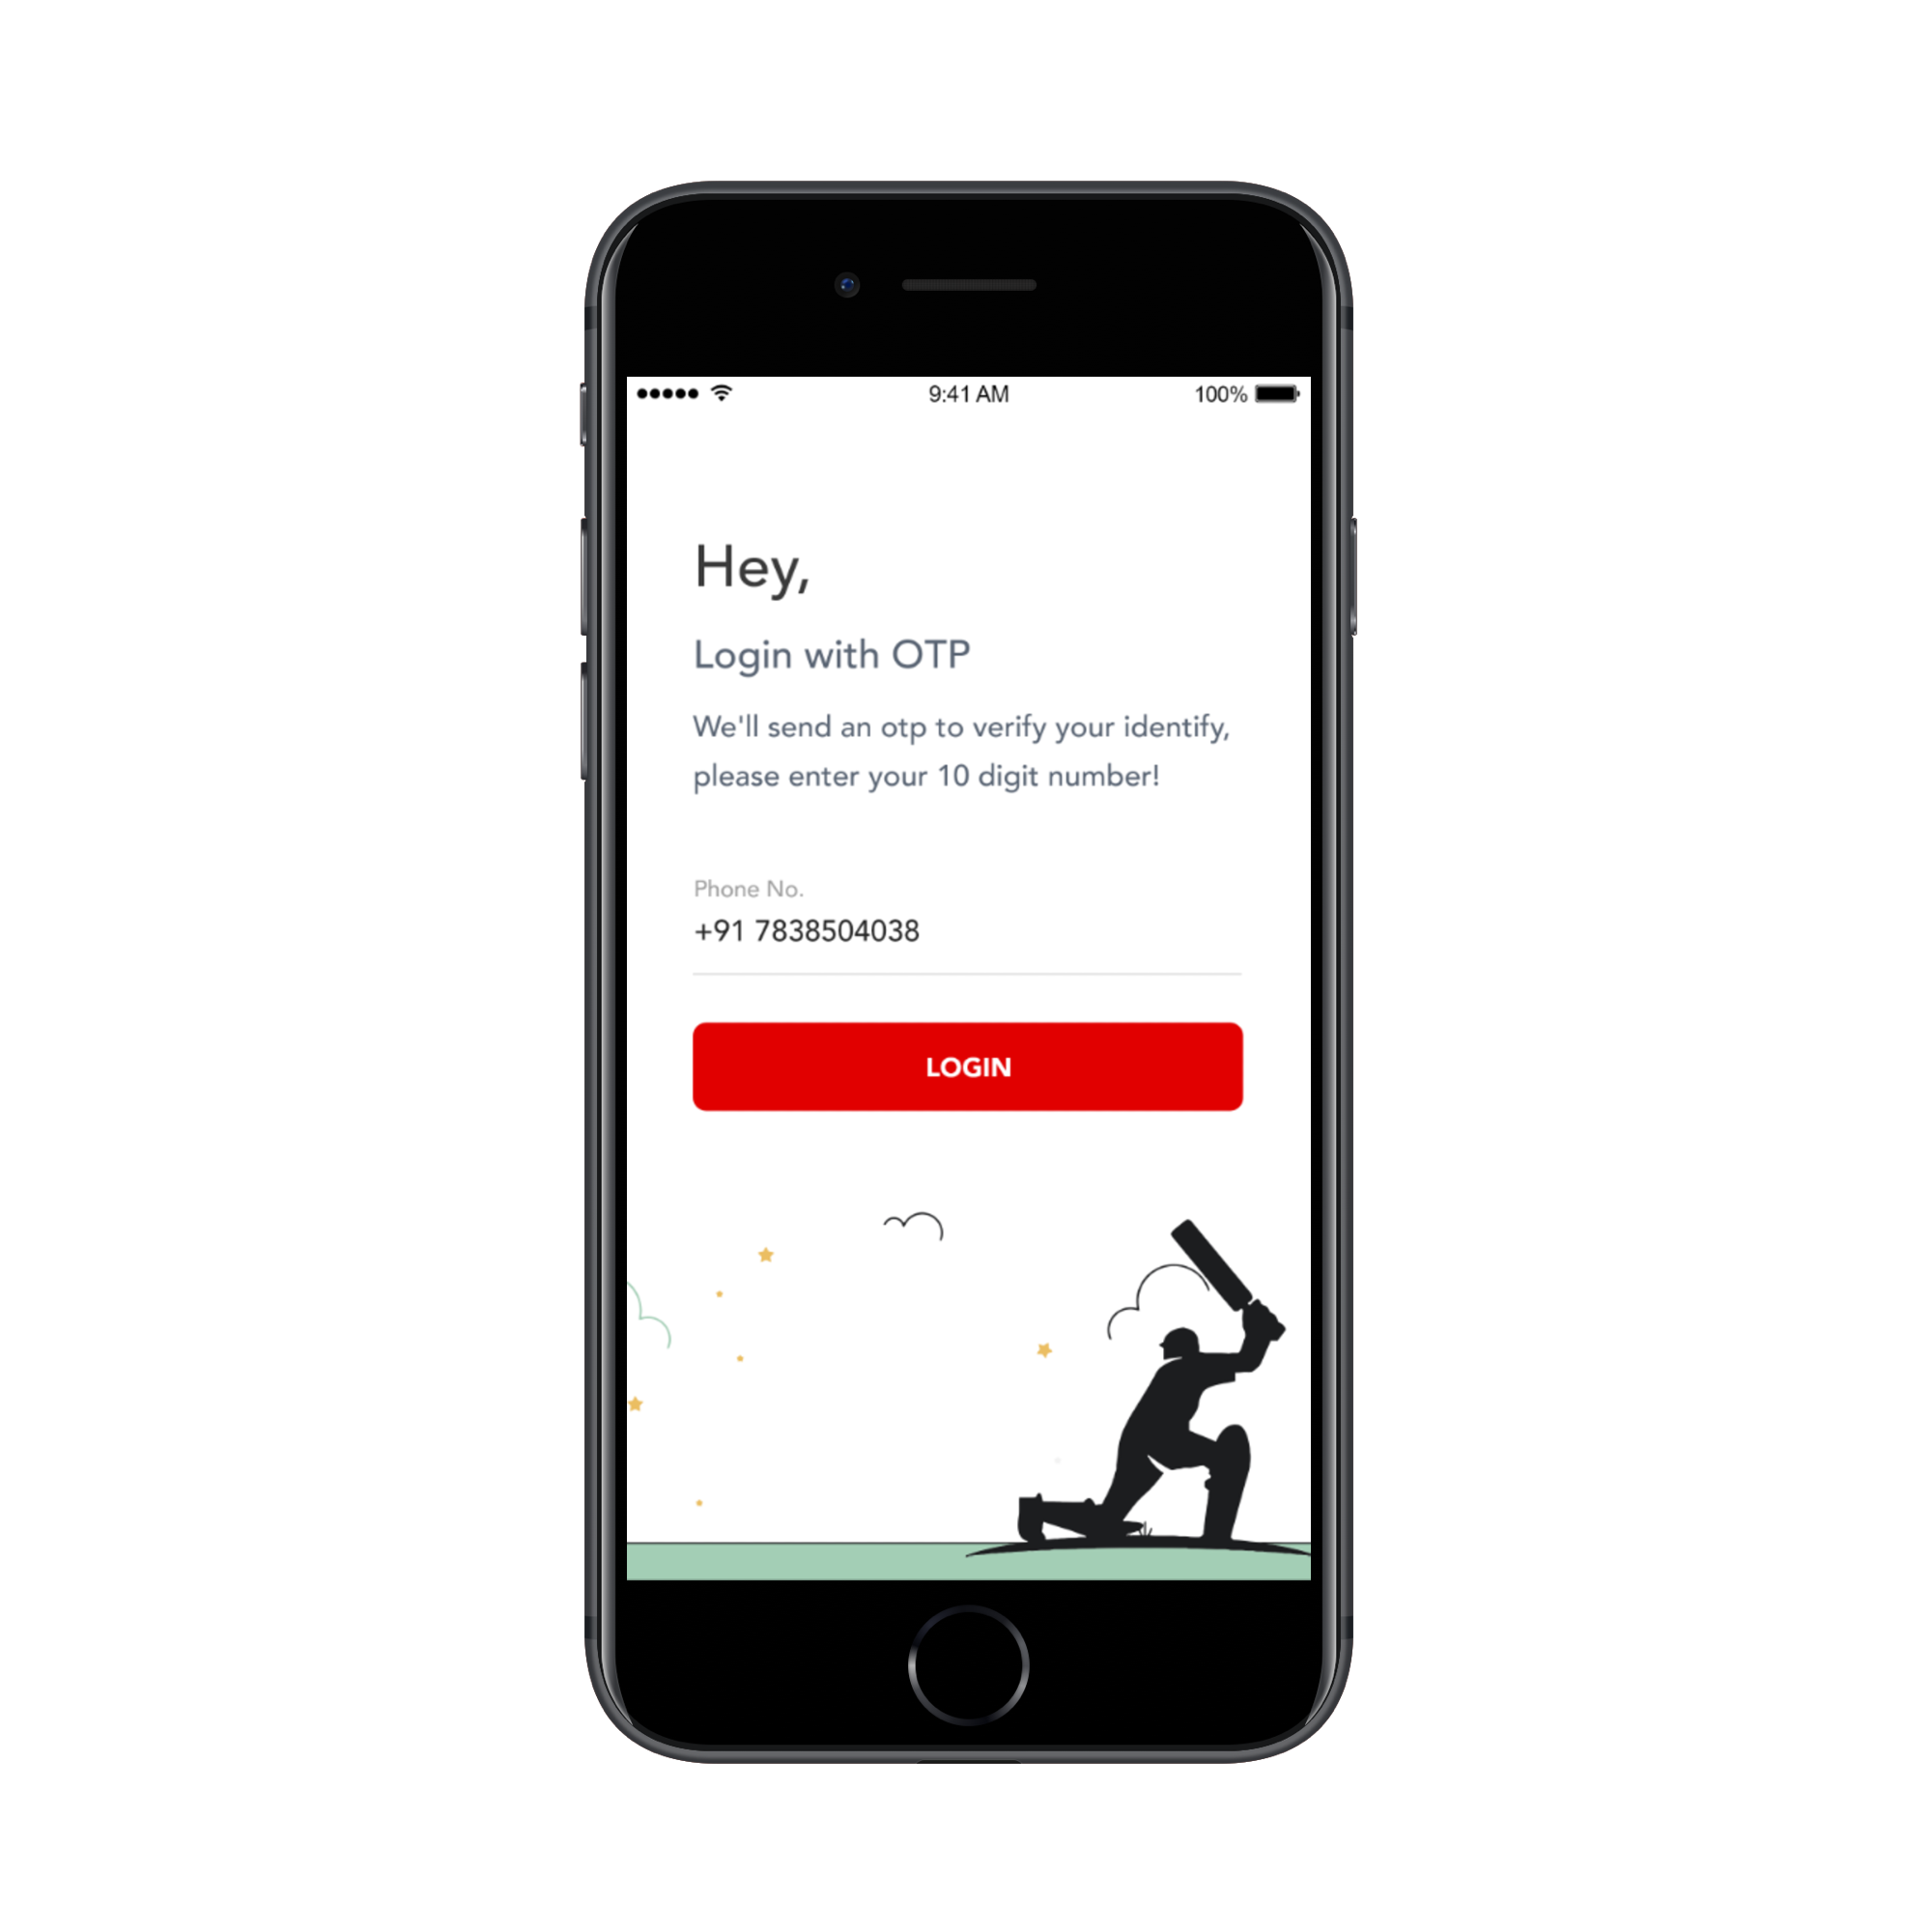 9:41 AM 100%
Hey,
Login with OTP
We'll send an otp to verify your identify,
please enter your 10 digit number!
Phone No.
+91 7838504038
LOGIN